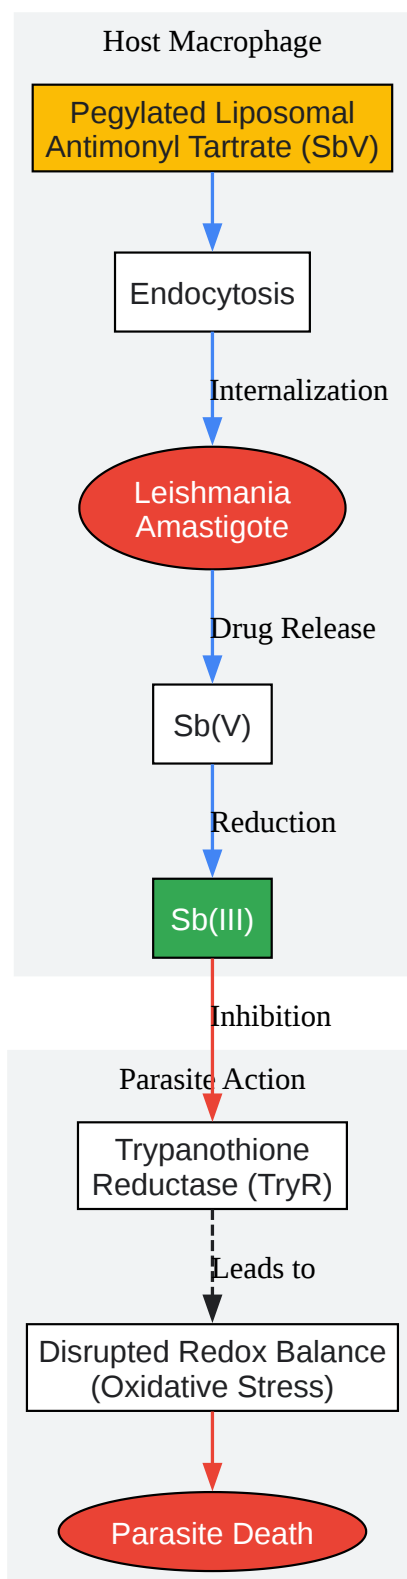 Host Macrophage
Pegylated Liposomal
Antimonyl Tartrate (SbV)
Endocytosis
Internalization
Leishmania
Amastigote
Drug Release
Sb(V)
Reduction
Sb(III)
Inhibition
Parasite Action
Trypanothione
Reductase (TryR)
Leads to
Disrupted Redox Balance
(Oxidative Stress)
Parasite Death